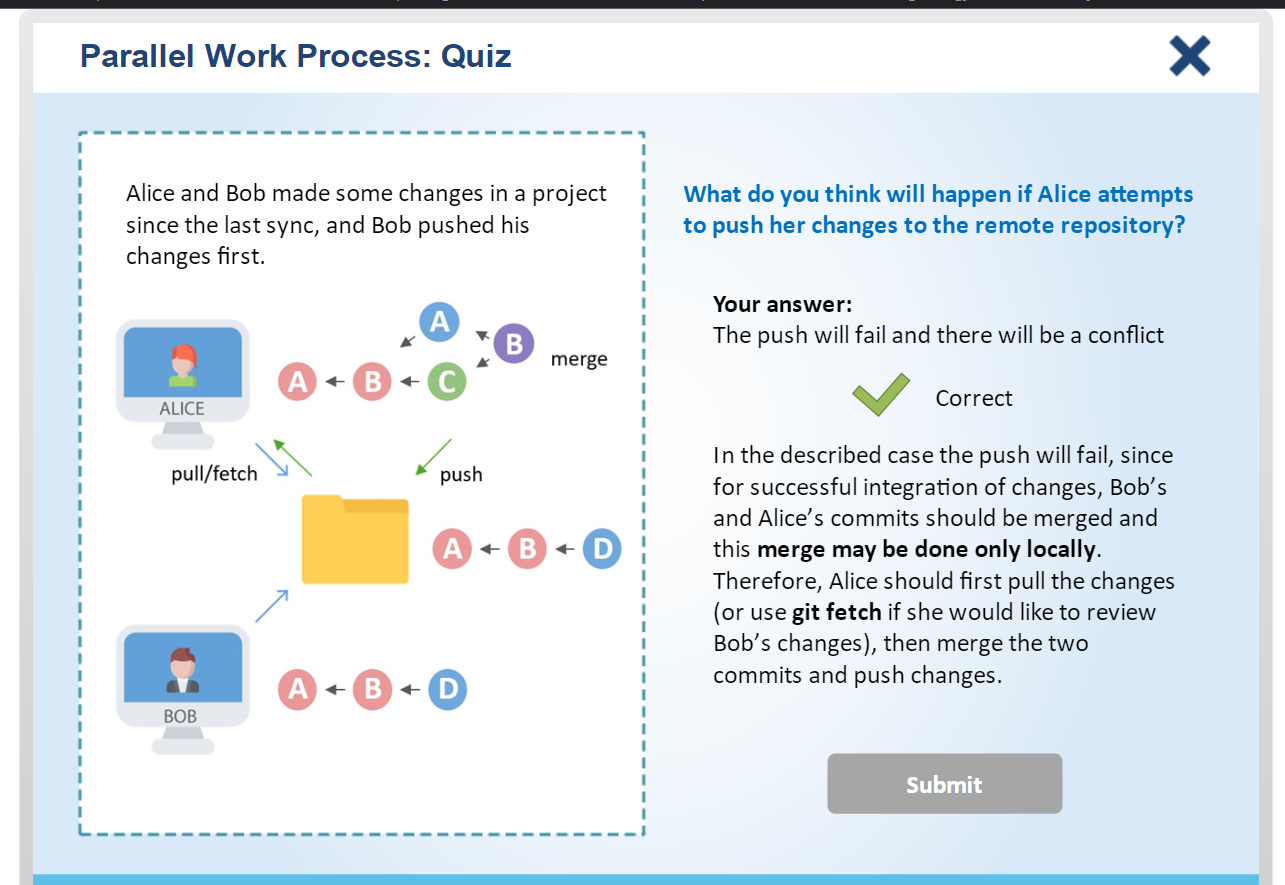 Parallel Work Process: Quiz
Alice and Bob made some changes in a project
since the last sync, and Bob pushed his
changes first.
A
B
merge
A B C
ALICE
pull/fetch
push
A B D
A B D
BOB
What do you think will happen if Alice attempts
to push her changes to the remote repository?
Your answer:
The push will fail and there will be a conflict
Correct
In the described case the push will fail, since
for successful integration of changes, Bob’s
and Alice’s commits should be merged and
this merge may be done only locally.
Therefore, Alice should first pull the changes
(or use git fetch if she would like to review
Bob’s changes), then merge the two
commits and push changes.
Submit